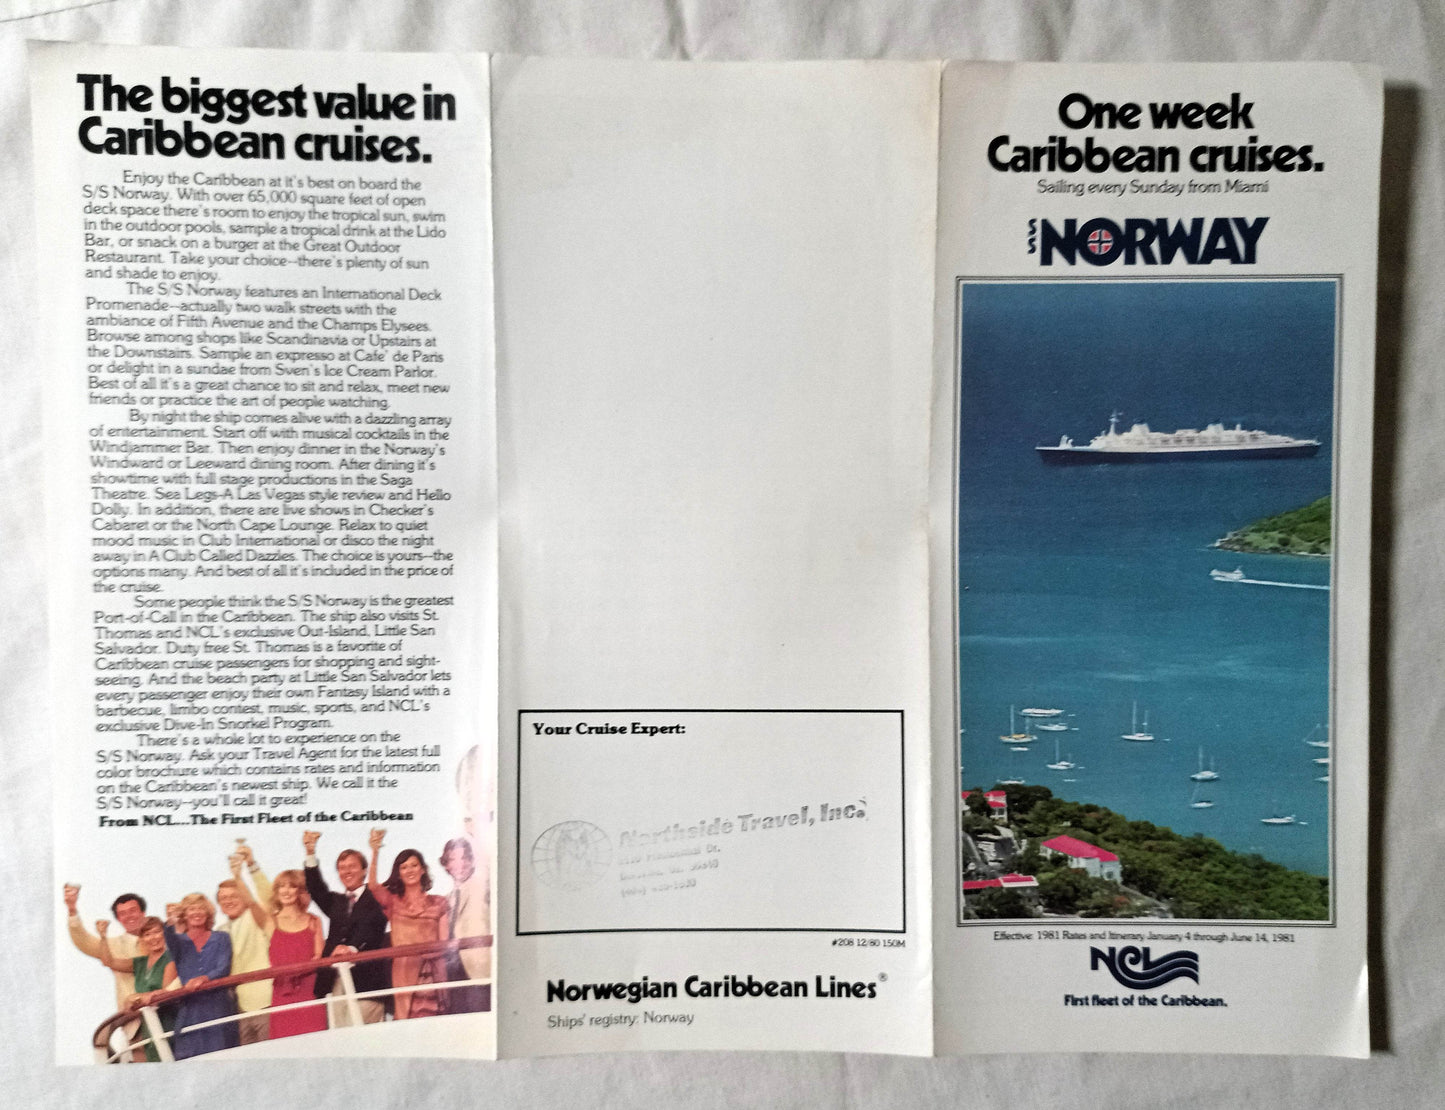 The biggest value in
Caribbean cruises.
Enjoy the Caribbean at it's best on board the
S/S Norway. With over 65,000 square feet of open
deck space there's room to enjoy the tropical sun, swim
in the outdoor pools, sample a tropical drink at the Lido
Bar, or snack on a burger at the Great Outdoor
Restaurant. Take your choice--there's plenty of sun
and shade to enjoy.
The S/S Norway features an International Deck
Promenade--actually two walk streets with the
ambiance of Fifth Avenue and the Champs Elysees.
Browse among shops like Scandinavia or Upstairs at
the Downstairs. Sample an expresso at Cafe' de Paris
or delight in a sundae from Sven's Ice Cream Parlor.
Best of all it's a great chance to sit and relax, meet new
friends or practice the art of people watching.
By night the ship comes alive with a dazzling array
of entertainment. Start off with musical cocktails in the
Windjammer Bar. Then enjoy dinner in the Norway's
Windward or Leeward dining room. After dining it's
showtime with full stage productions in the Saga
Theatre. Sea Legs-A Las Vegas style review and Hello
Dolly. In addition, there are live shows in Checker's
Cabaret or the North Cape Lounge. Relax to quiet
mood music in Club International or disco the night
away in A Club Called Dazzles. The choice is yours--the
options many. And best of all it's included in the price of
the cruise.
Some people think the S/S Norway is the greatest
Port-of-Call in the Caribbean. The ship also visits St.
Thomas and NCL's exclusive Out-Island, Little San
Salvador. Duty free St. Thomas is a favorite of
Caribbean cruise passengers for shopping and sight-
seeing. And the beach party at Little San Salvador lets
every passenger enjoy their own Fantasy Island with a
barbecue, limbo contest, music, sports, and NCL's
exclusive Dive-In Snorkel Program.
There's a whole lot to experience on the
S/S Norway. Ask your Travel Agent for the latest full
color brochure which contains rates and information
on the Caribbean's newest ship. We call it the
S/S Norway--you'll call it great!
From NCL...The First Fleet of the Caribbean
Your Cruise Expert:
Northside Travel, Inc.
#208 12/80 150M
Norwegian Caribbean Lines®
Ships' registry: Norway
One week
Caribbean cruises.
Sailing every Sunday from Miami
SS NORWAY
Effective: 1981 Rates and Itinerary January 4 through June 14, 1981
NCL
First fleet of the Caribbean.